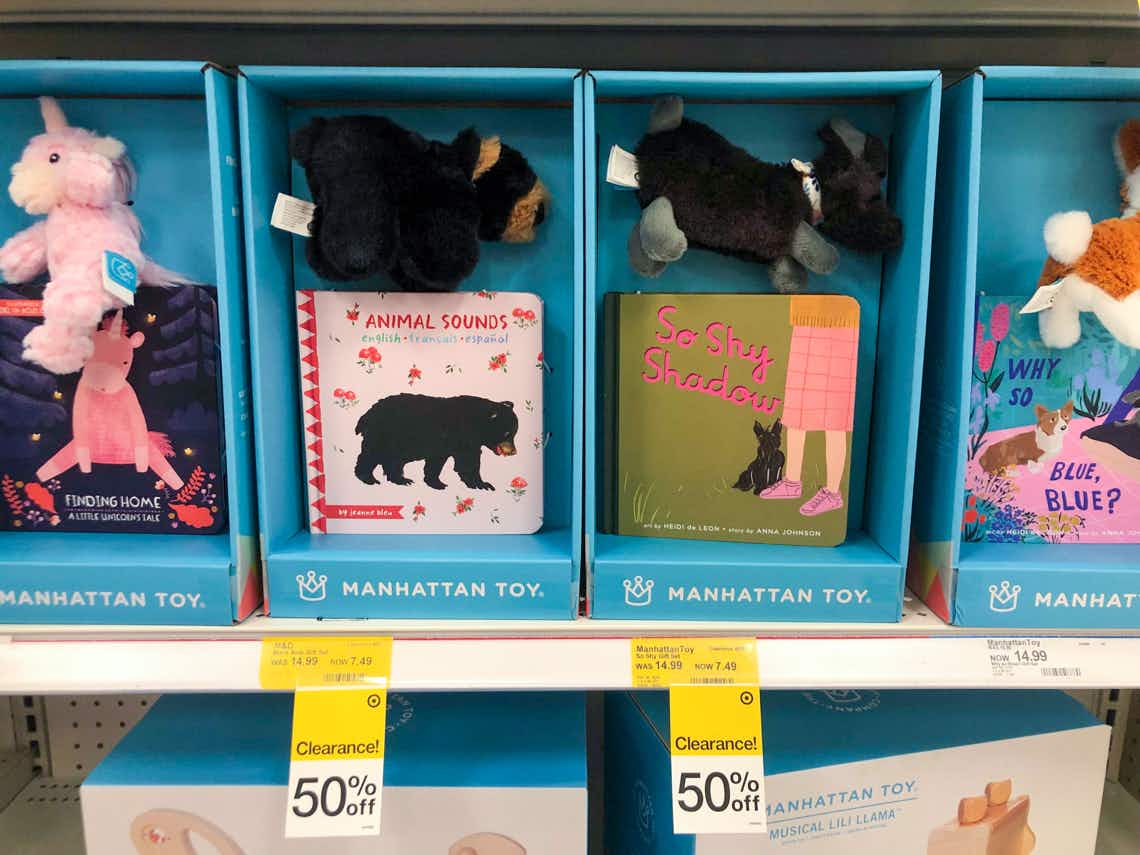 FINDING HOME
A LITTLE UNICORN'S TALE
MANHATTAN TOY®
ANIMAL SOUNDS
english • français • español
by jeanne bleu
MANHATTAN TOY®
So Shy
Shadow
art by HEIDI de LEON • story by ANNA JOHNSON
MANHATTAN TOY®
WHY
SO
BLUE,
BLUE?
MANHATT
M&D
Gift Set
WAS 14.99 NOW 7.49
ManhattanToy
So Shy Gift Set
WAS 14.99 NOW 7.49
ManhattanToy
NOW 14.99
Clearance!
50%
off
Clearance!
50%
off
MANHATTAN TOY®
MUSICAL LILI LLAMA™